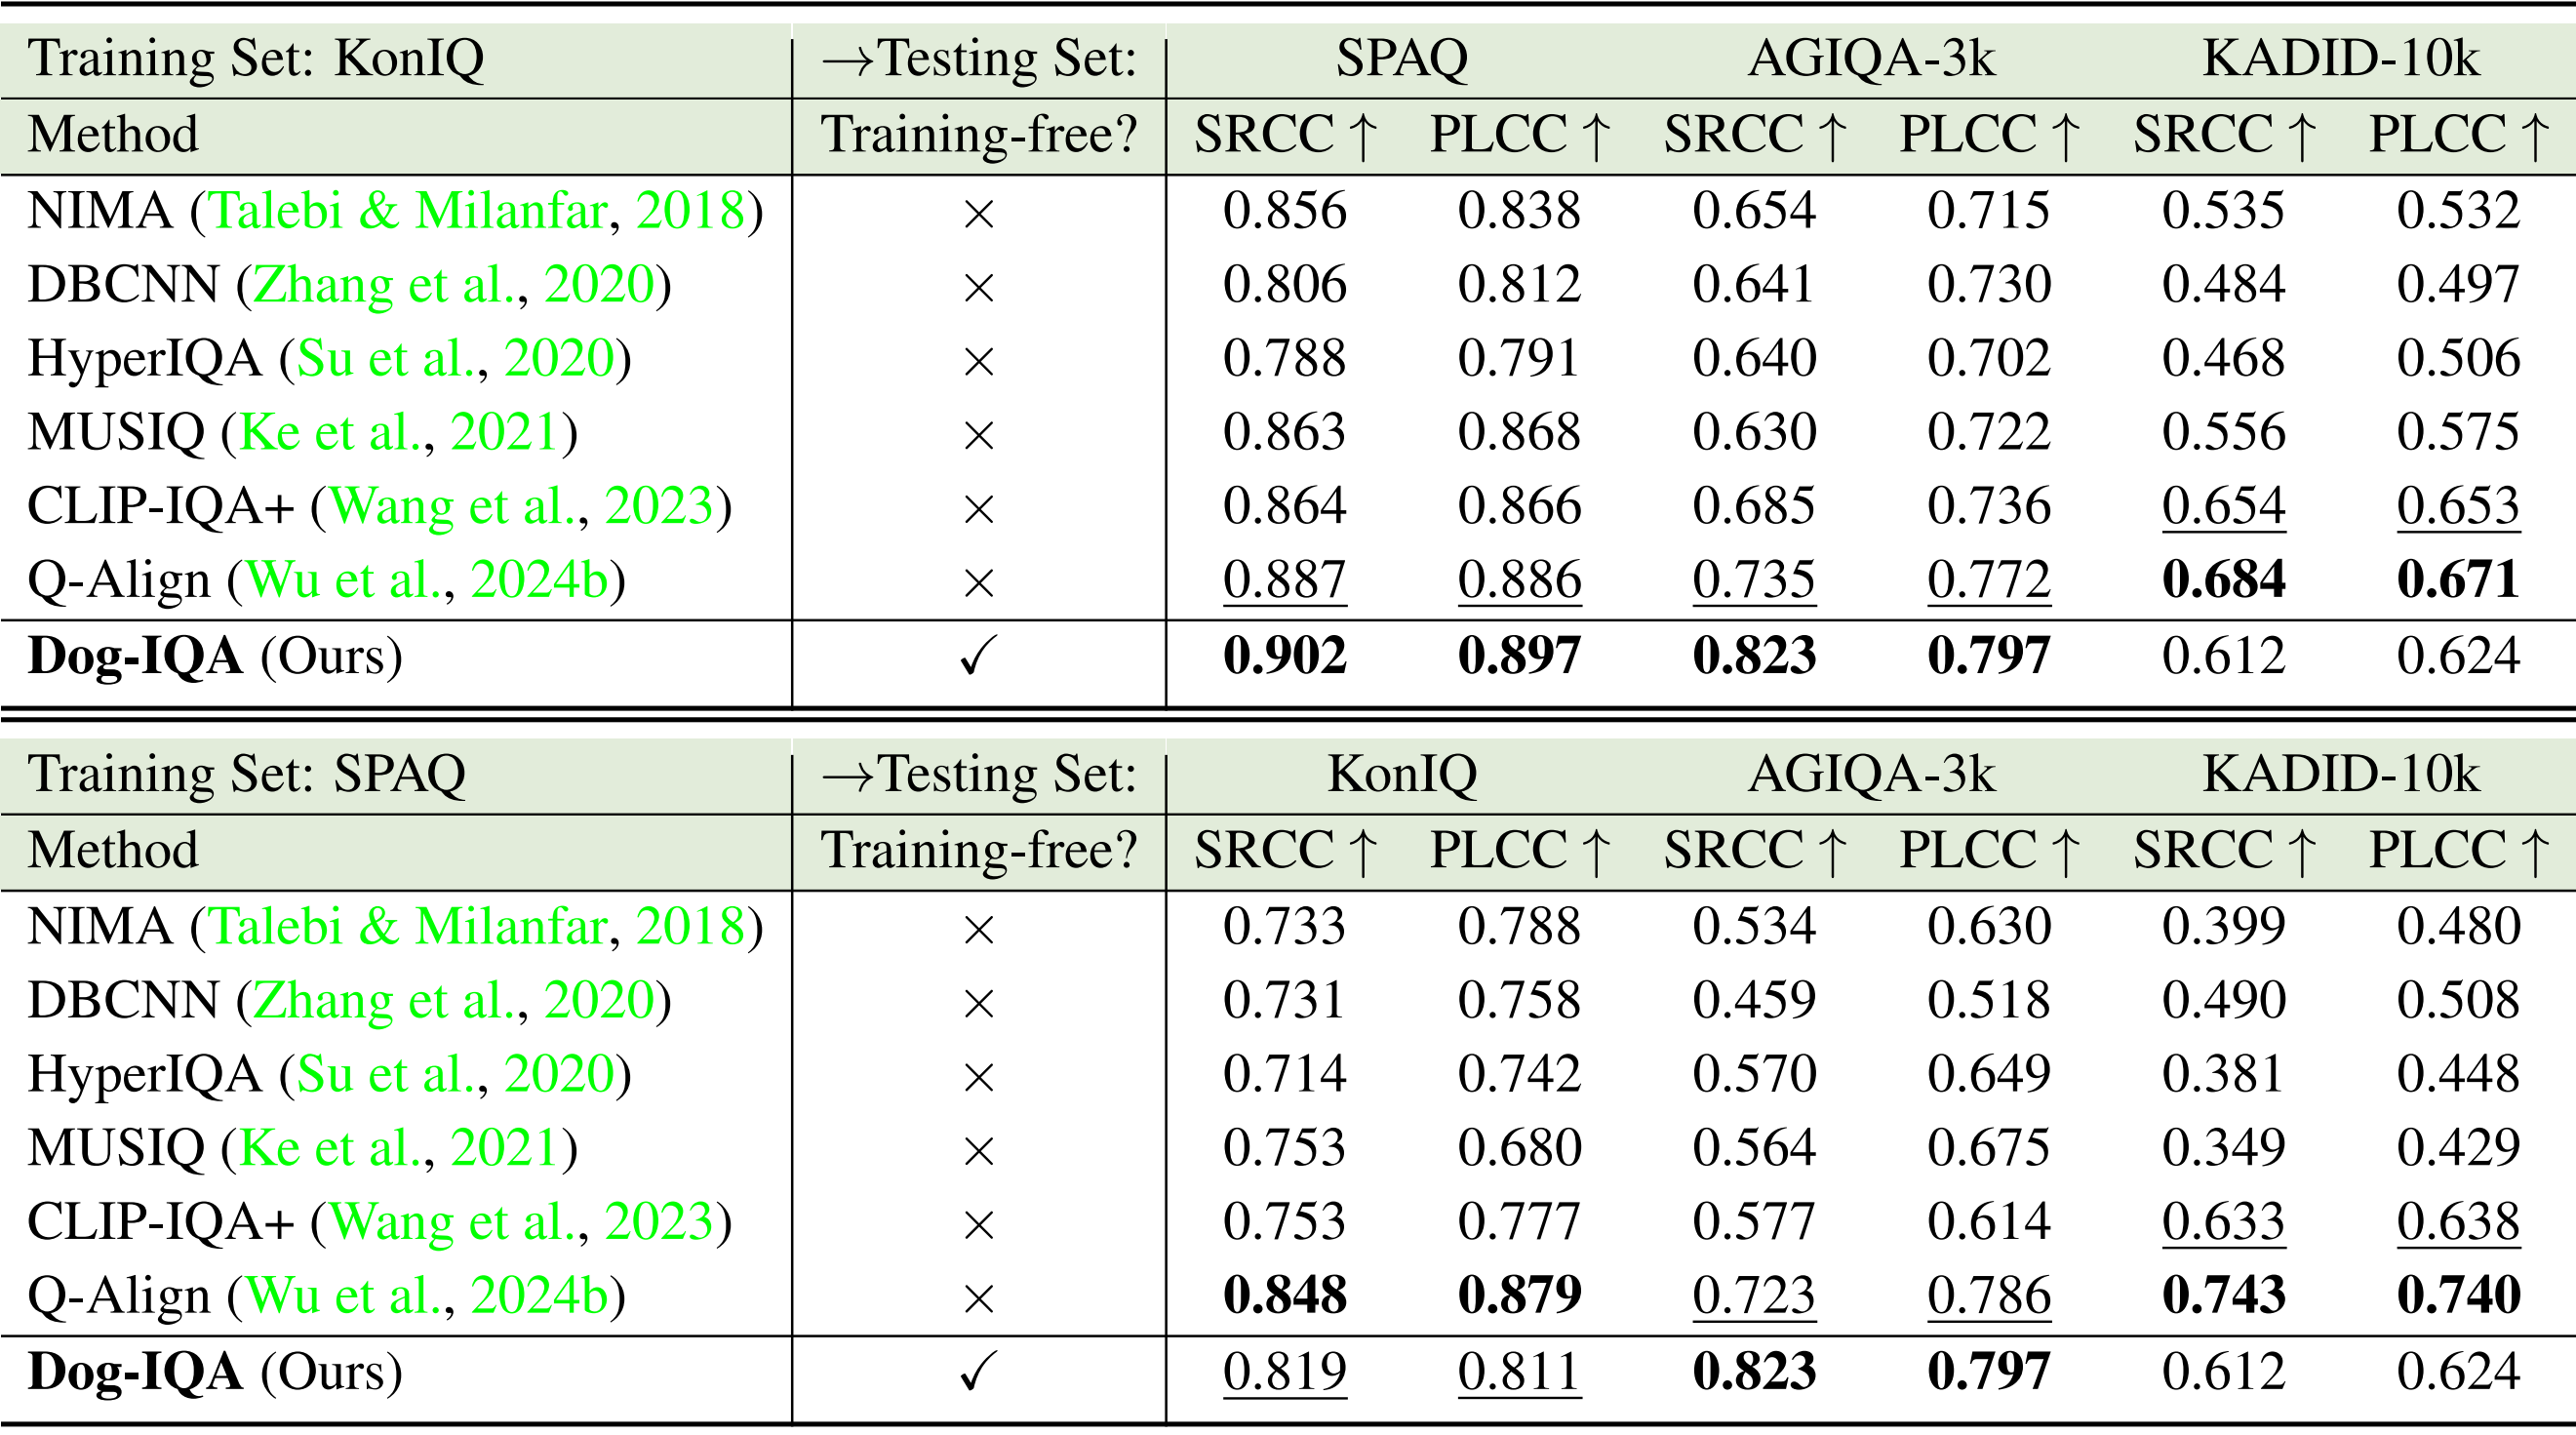 Training Set: KonIQ →Testing Set: SPAQ AGIQA-3k KADID-10k
Method Training-free? SRCC ↑ PLCC ↑ SRCC ↑ PLCC ↑ SRCC ↑ PLCC ↑
NIMA (Talebi & Milanfar, 2018) × 0.856 0.838 0.654 0.715 0.535 0.532
DBCNN (Zhang et al., 2020) × 0.806 0.812 0.641 0.730 0.484 0.497
HyperIQA (Su et al., 2020) × 0.788 0.791 0.640 0.702 0.468 0.506
MUSIQ (Ke et al., 2021) × 0.863 0.868 0.630 0.722 0.556 0.575
CLIP-IQA+ (Wang et al., 2023) × 0.864 0.866 0.685 0.736 0.654 0.653
Q-Align (Wu et al., 2024b) × 0.887 0.886 0.735 0.772 0.684 0.671
Dog-IQA (Ours) ✓ 0.902 0.897 0.823 0.797 0.612 0.624
Training Set: SPAQ →Testing Set: KonIQ AGIQA-3k KADID-10k
Method Training-free? SRCC ↑ PLCC ↑ SRCC ↑ PLCC ↑ SRCC ↑ PLCC ↑
NIMA (Talebi & Milanfar, 2018) × 0.733 0.788 0.534 0.630 0.399 0.480
DBCNN (Zhang et al., 2020) × 0.731 0.758 0.459 0.518 0.490 0.508
HyperIQA (Su et al., 2020) × 0.714 0.742 0.570 0.649 0.381 0.448
MUSIQ (Ke et al., 2021) × 0.753 0.680 0.564 0.675 0.349 0.429
CLIP-IQA+ (Wang et al., 2023) × 0.753 0.777 0.577 0.614 0.633 0.638
Q-Align (Wu et al., 2024b) × 0.848 0.879 0.723 0.786 0.743 0.740
Dog-IQA (Ours) ✓ 0.819 0.811 0.823 0.797 0.612 0.624